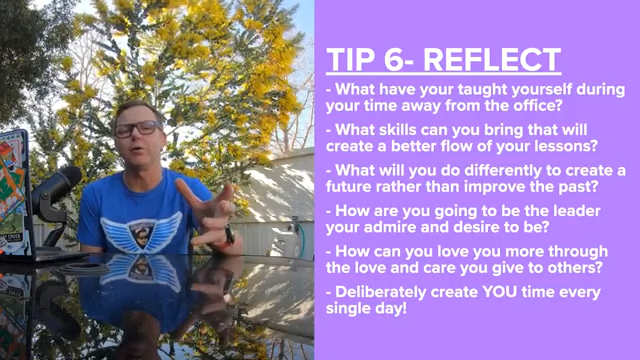 TIP 6- REFLECT
- What have your taught yourself during
your time away from the office?
- What skills can you bring that will
create a better flow of your lessons?
- What will you do differently to create a
future rather than improve the past?
- How are you going to be the leader
your admire and desire to be?
- How can you love you more through
the love and care you give to others?
- Deliberately create YOU time every
single day!